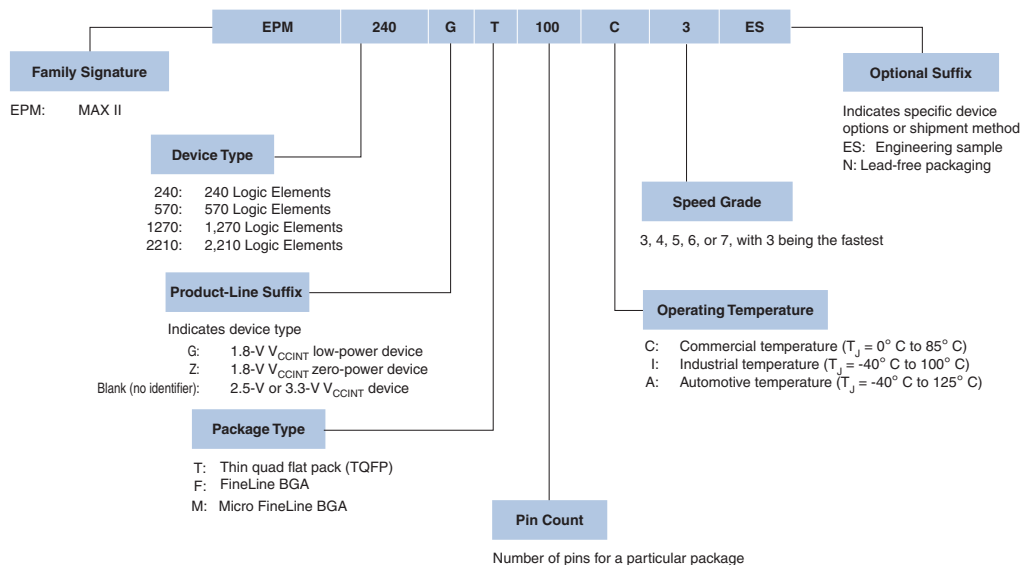 EPM 240 G T 100 C 3 ES
Family Signature
EPM: MAX II
Optional Suffix
Indicates specific device
options or shipment method
ES: Engineering sample
N: Lead-free packaging
Device Type
240: 240 Logic Elements
570: 570 Logic Elements
1270: 1,270 Logic Elements
2210: 2,210 Logic Elements
Speed Grade
3, 4, 5, 6, or 7, with 3 being the fastest
Product-Line Suffix
Indicates device type
G: 1.8-V VCCINT low-power device
Z: 1.8-V VCCINT zero-power device
Blank (no identifier): 2.5-V or 3.3-V VCCINT device
Operating Temperature
C: Commercial temperature (TJ = 0° C to 85° C)
I: Industrial temperature (TJ = -40° C to 100° C)
A: Automotive temperature (TJ = -40° C to 125° C)
Package Type
T: Thin quad flat pack (TQFP)
F: FineLine BGA
M: Micro FineLine BGA
Pin Count
Number of pins for a particular package